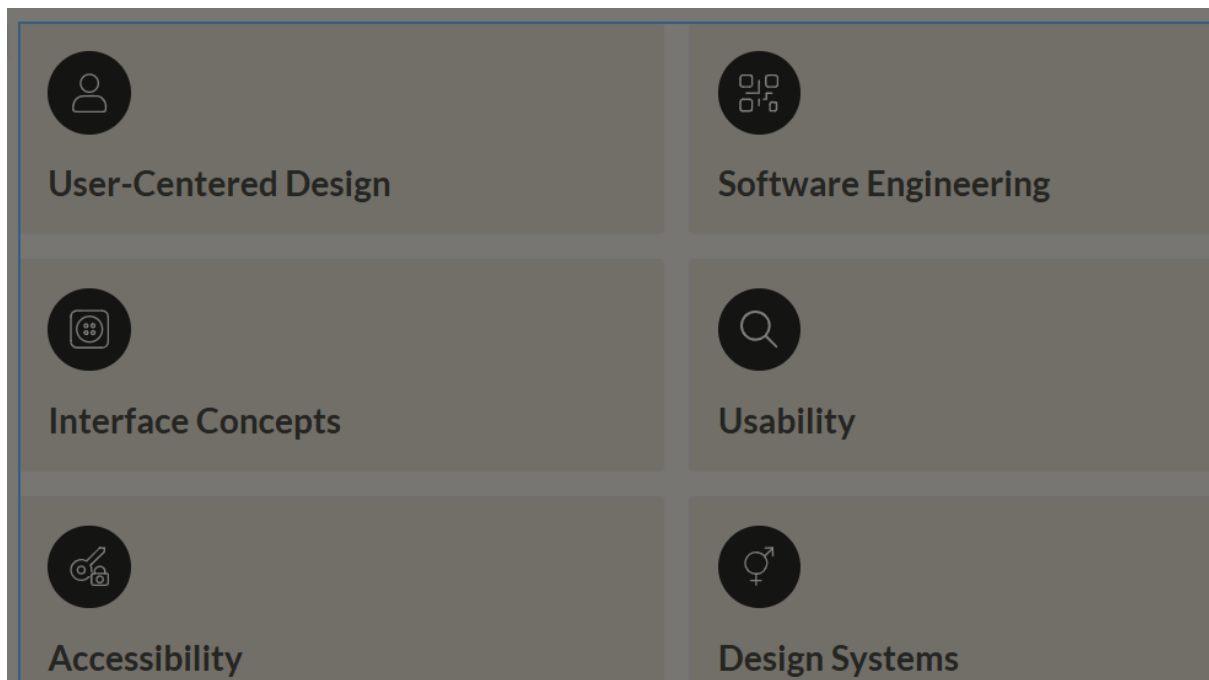 User-Centered Design
Software Engineering
Interface Concepts
Usability
Accessibility
Design Systems